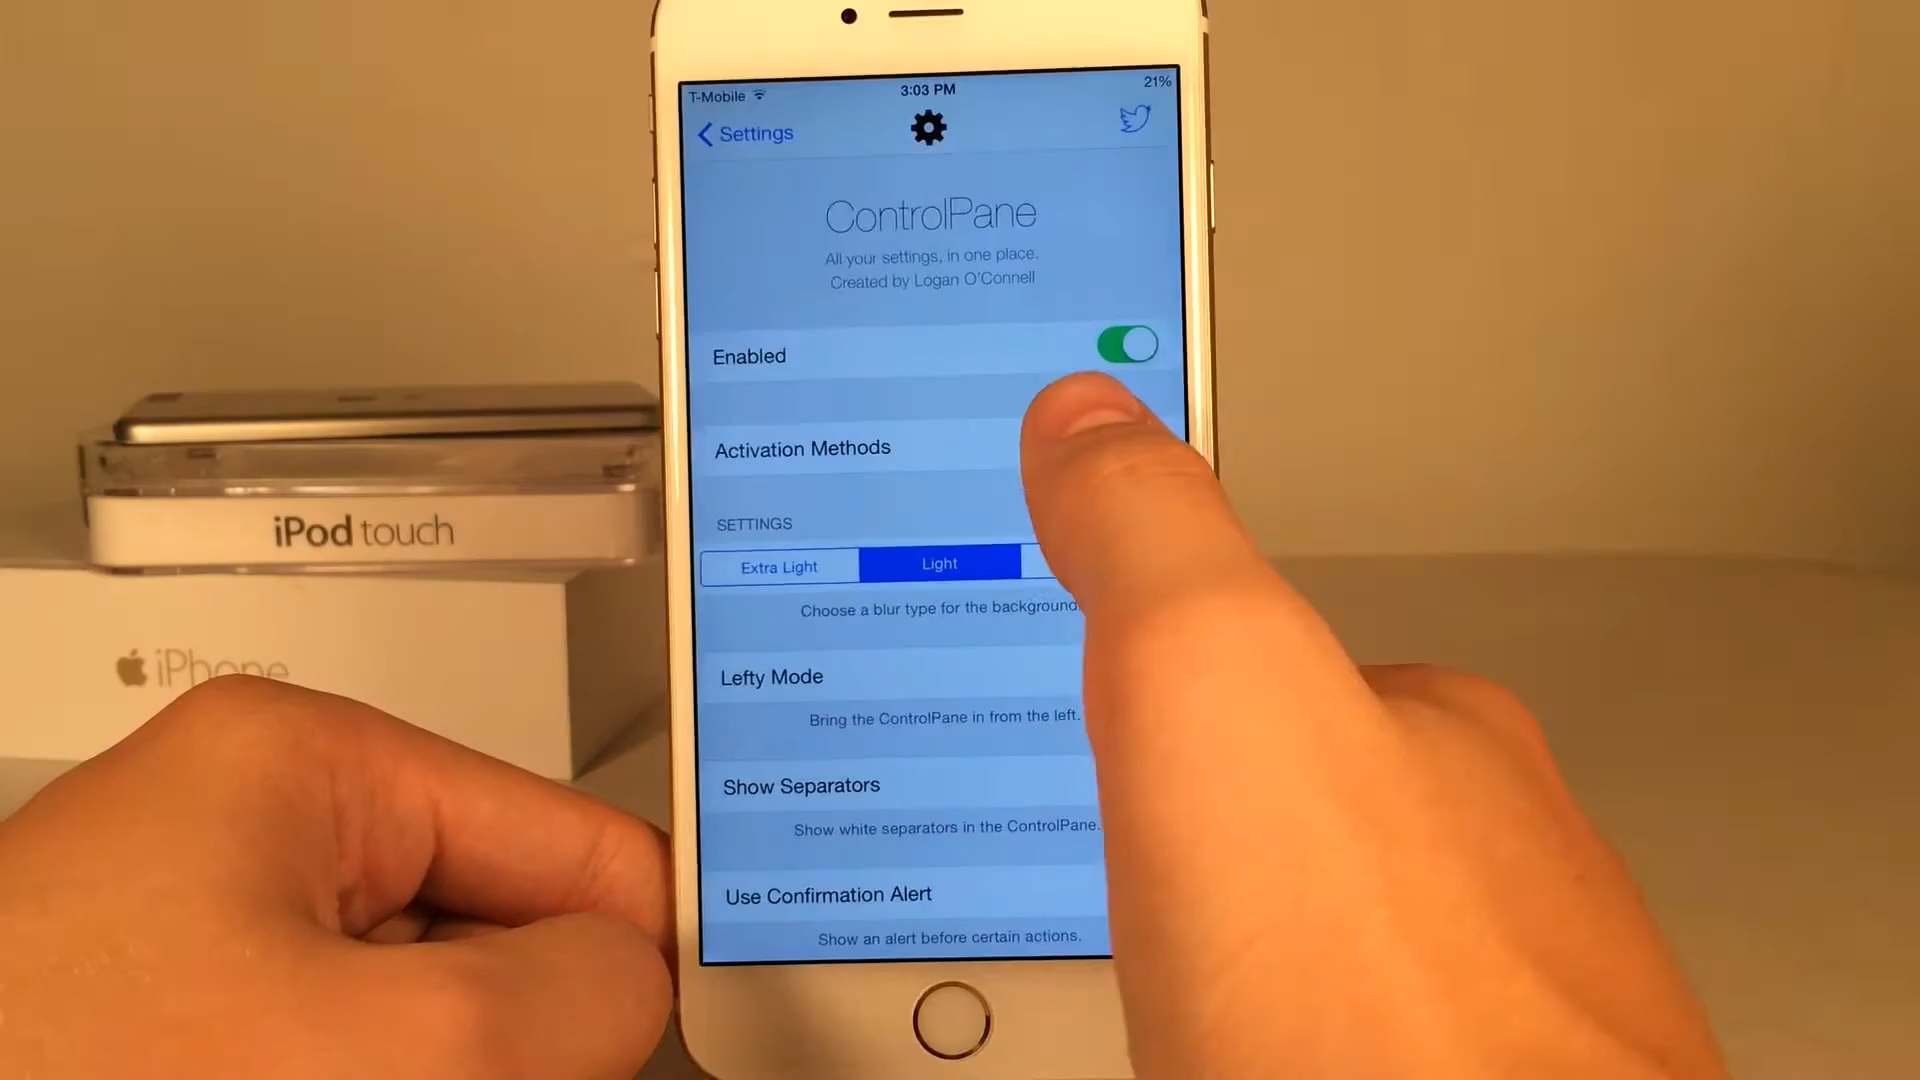 T-Mobile
3:03 PM
21%
Settings
ControlPane
All your settings, in one place.
Created by Logan O'Connell
Enabled
Activation Methods
SETTINGS
Extra Light
Light
Choose a blur type for the background.
Lefty Mode
Bring the ControlPane in from the left.
Show Separators
Show white separators in the ControlPane.
Use Confirmation Alert
Show an alert before certain actions.
iPod touch
iPhone